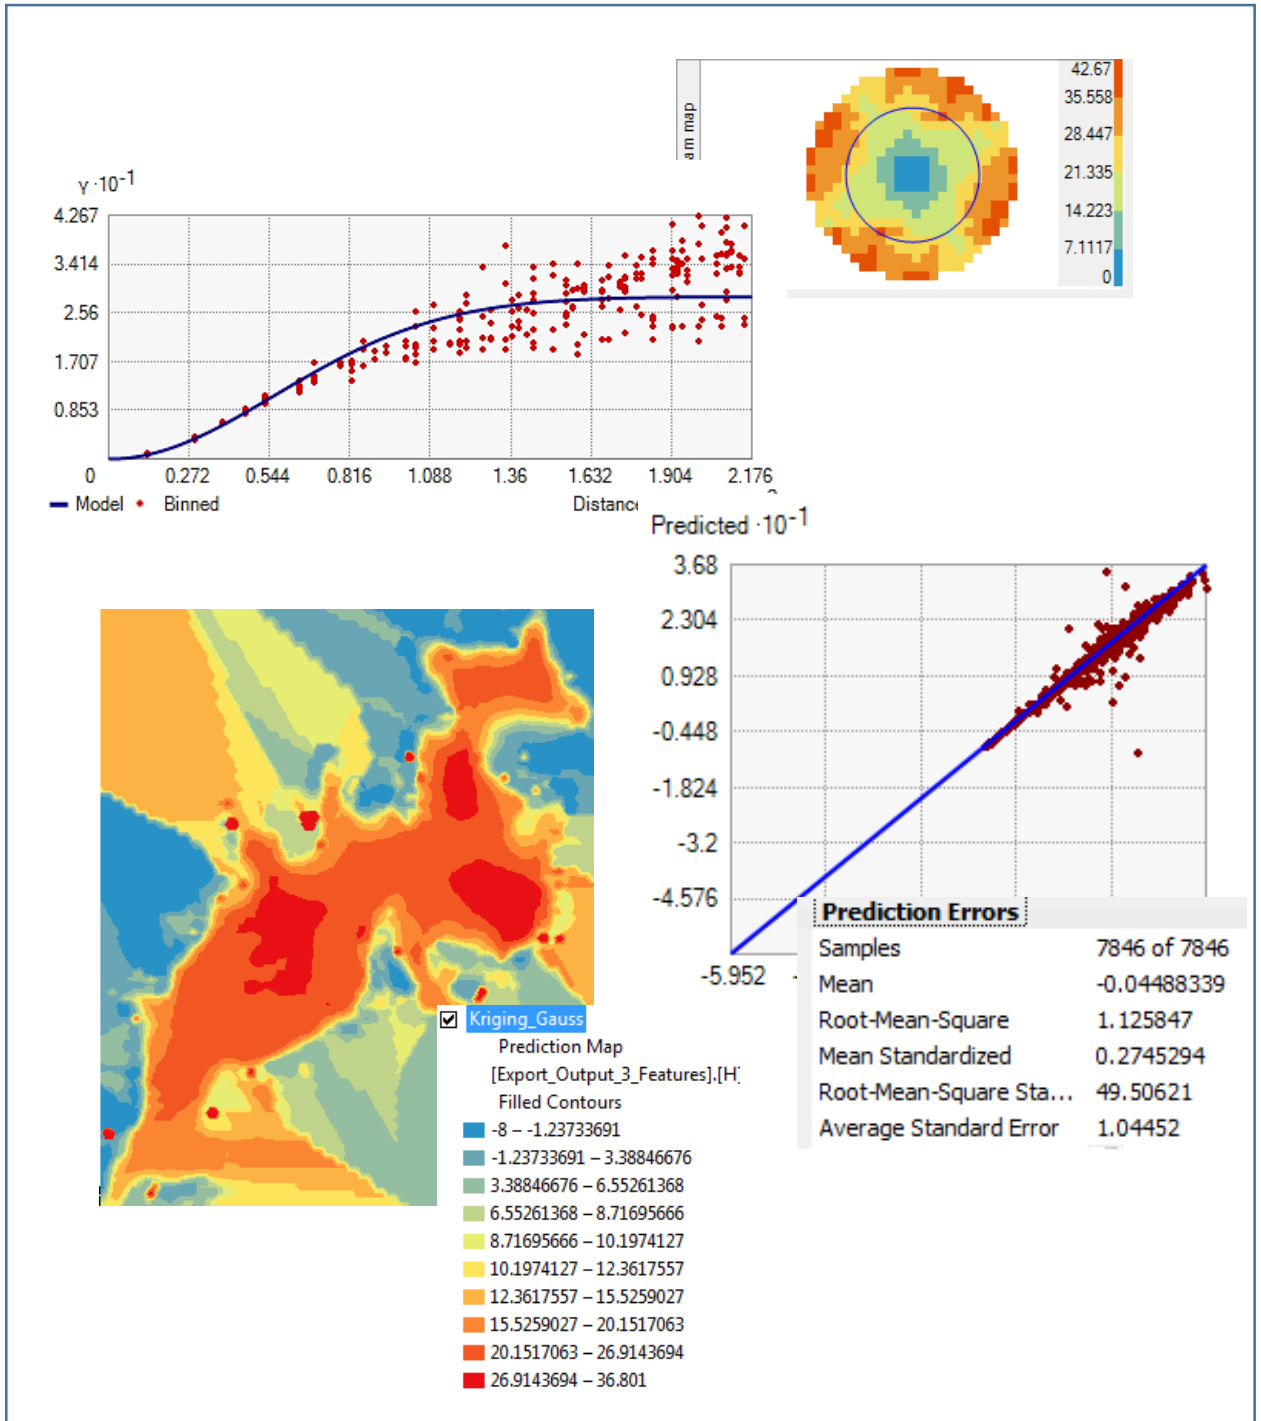 am map
42.67
35.558
28.447
21.335
14.223
7.1117
0
γ ·10⁻¹
4.267
3.414
2.56
1.707
0.853
0 0.272 0.544 0.816 1.088 1.36 1.632 1.904 2.176
Model Binned Distance
Predicted ·10⁻¹
3.68
2.304
0.928
-0.448
-1.824
-3.2
-4.576
-5.952
Prediction Errors
Samples 7846 of 7846
Mean -0.04488339
Root-Mean-Square 1.125847
Mean Standardized 0.2745294
Root-Mean-Square Sta... 49.50621
Average Standard Error 1.04452
Kriging_Gauss
Prediction Map
[Export_Output_3_Features].[H]
Filled Contours
-8 – -1.23733691
-1.23733691 – 3.38846676
3.38846676 – 6.55261368
6.55261368 – 8.71695666
8.71695666 – 10.1974127
10.1974127 – 12.3617557
12.3617557 – 15.5259027
15.5259027 – 20.1517063
20.1517063 – 26.9143694
26.9143694 – 36.801